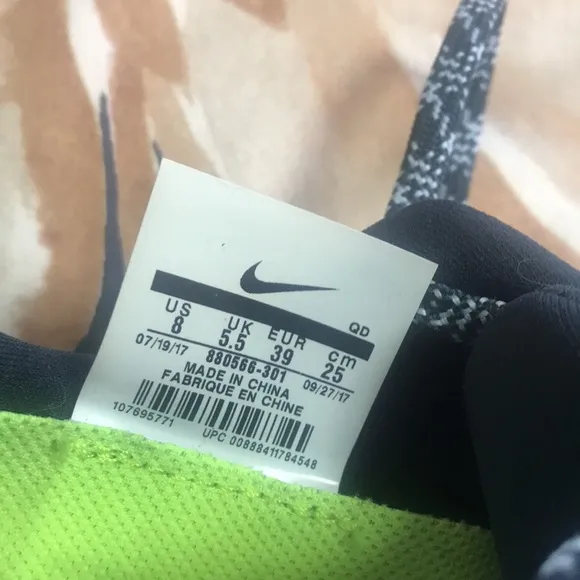 QD
US UK EUR cm
8 5.5 39 25
07/19/17 880566-301 09/27/17
MADE IN CHINA
FABRIQUE EN CHINE
107695771
UPC 00888411784548